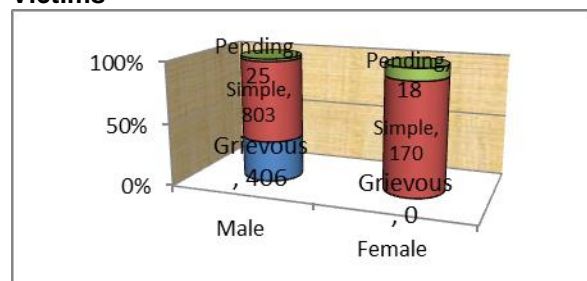 Victims
100%
50%
0%
Pending,
25
Simple,
803
Grievous
, 406
Male
Pending,
18
Simple,
170
Grievous
, 0
Female